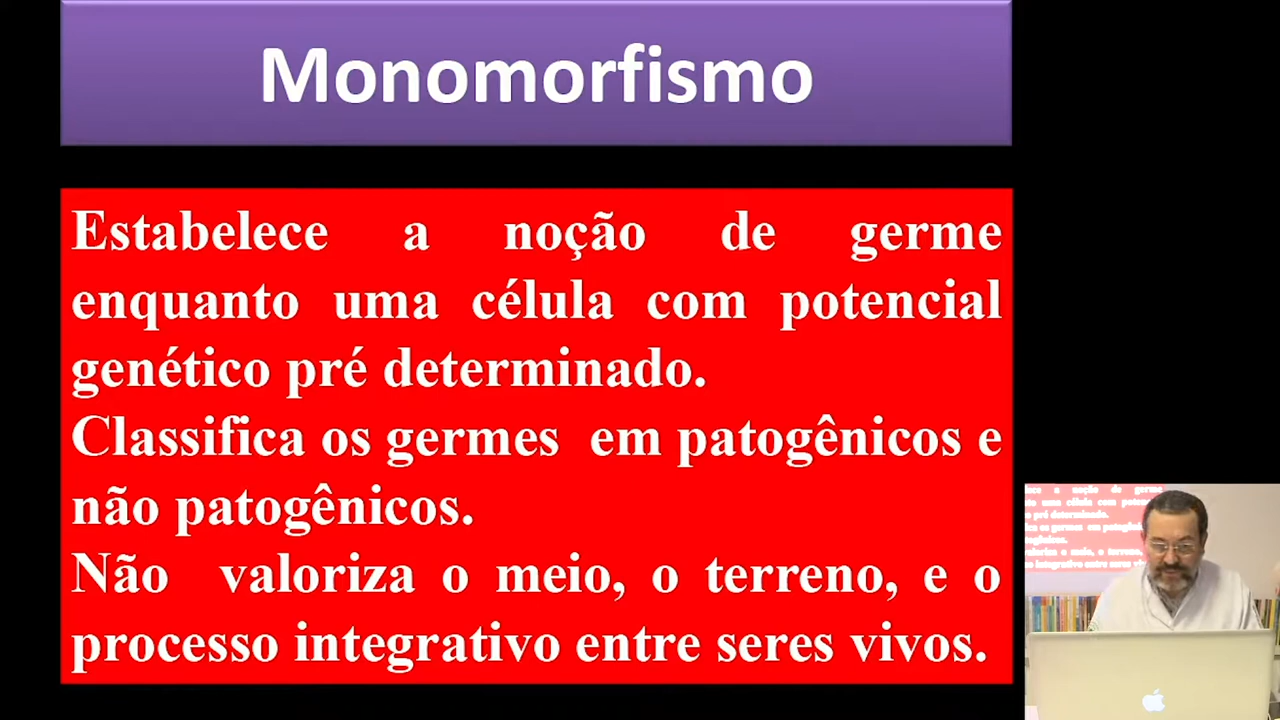 Monomorfismo
Estabelece a noção de germe
enquanto uma célula com potencial
genético pré determinado.
Classifica os germes em patogênicos e
não patogênicos.
Não valoriza o meio, o terreno, e o
processo integrativo entre seres vivos.